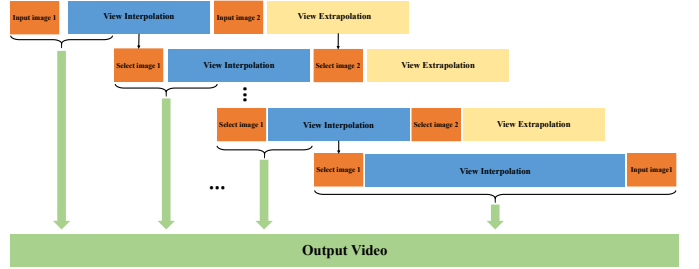 Input image 1 View Interpolation Input image 2 View Extrapolation
Select image 1 View Interpolation Select image 2 View Extrapolation
Select image 1 View Interpolation Select image 2 View Extrapolation
Select image 1 View Interpolation Input image1
Output Video